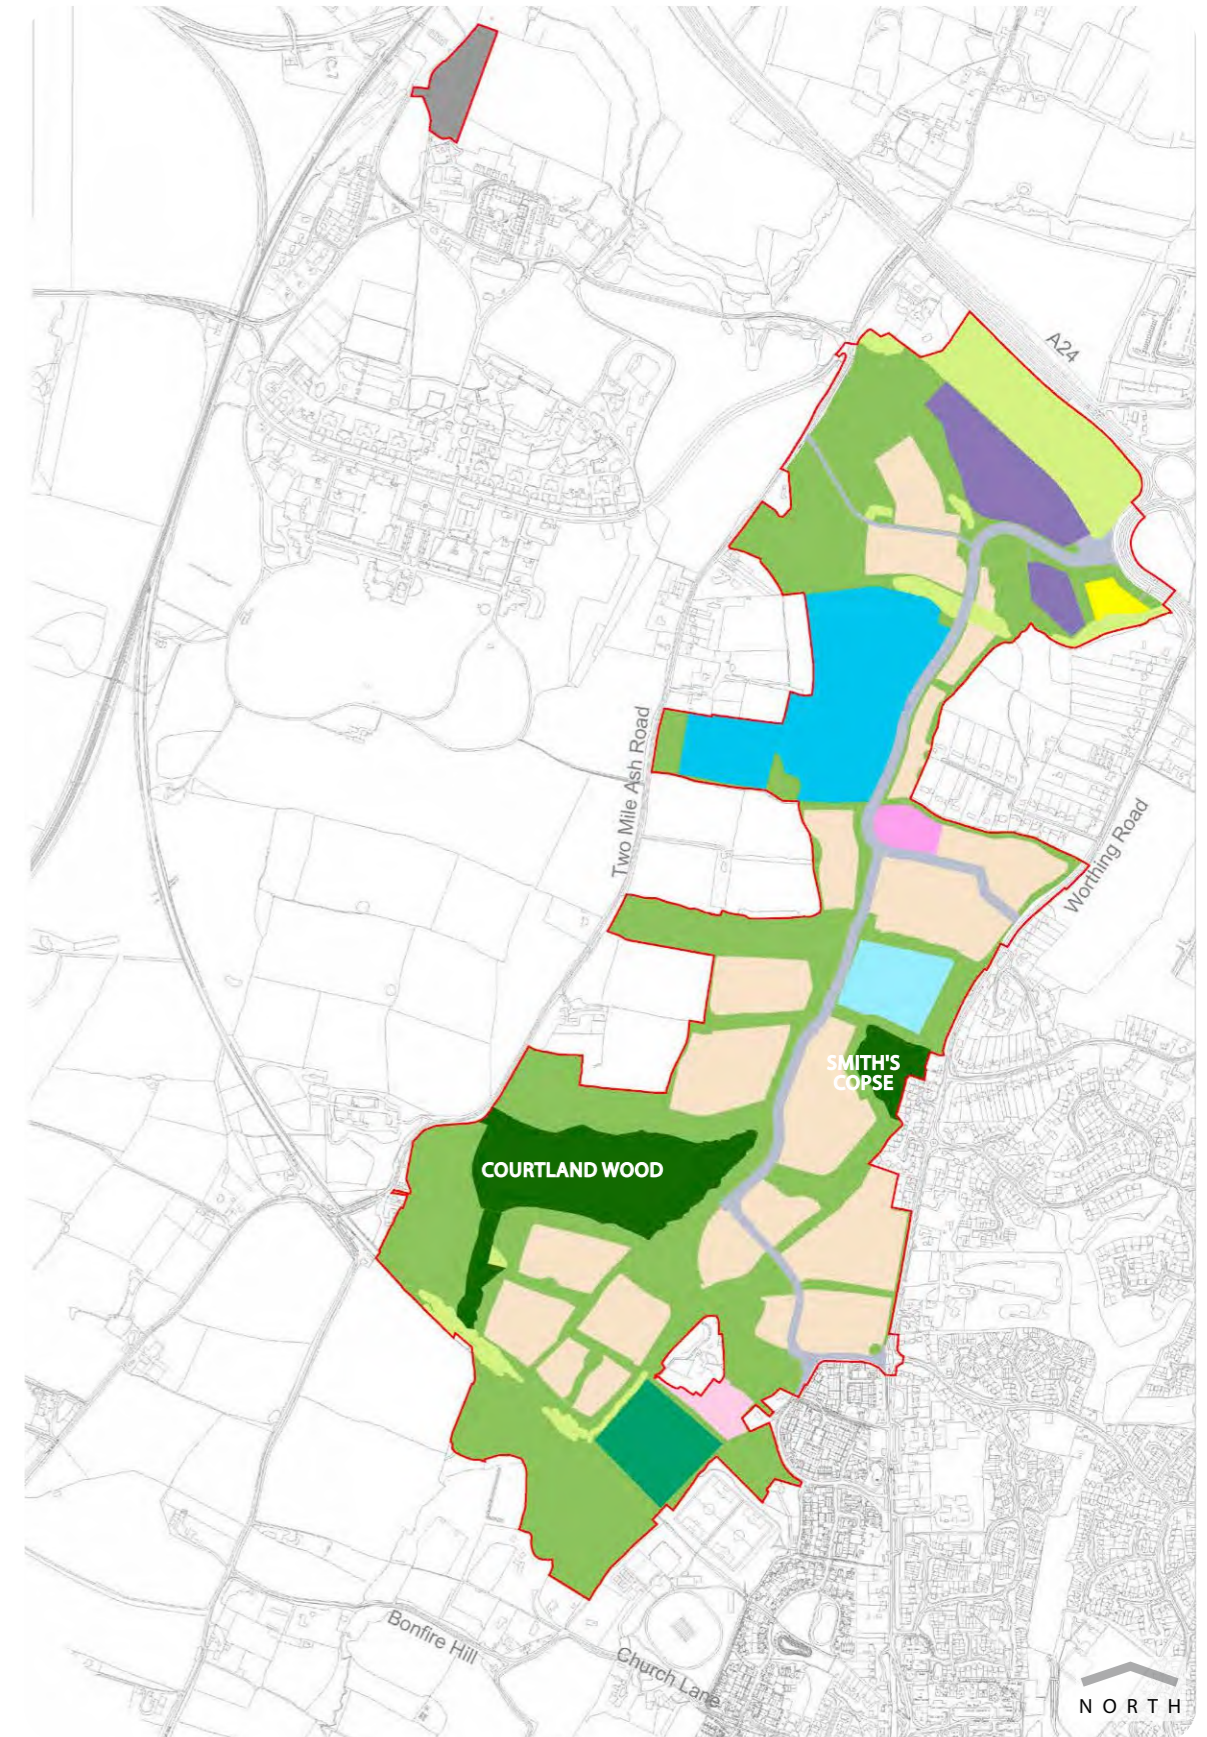 A24
Two Mile Ash Road
Worthing Road
SMITH'S
COPSE
COURTLAND WOOD
Bonfire Hill
Church Lane
NORTH